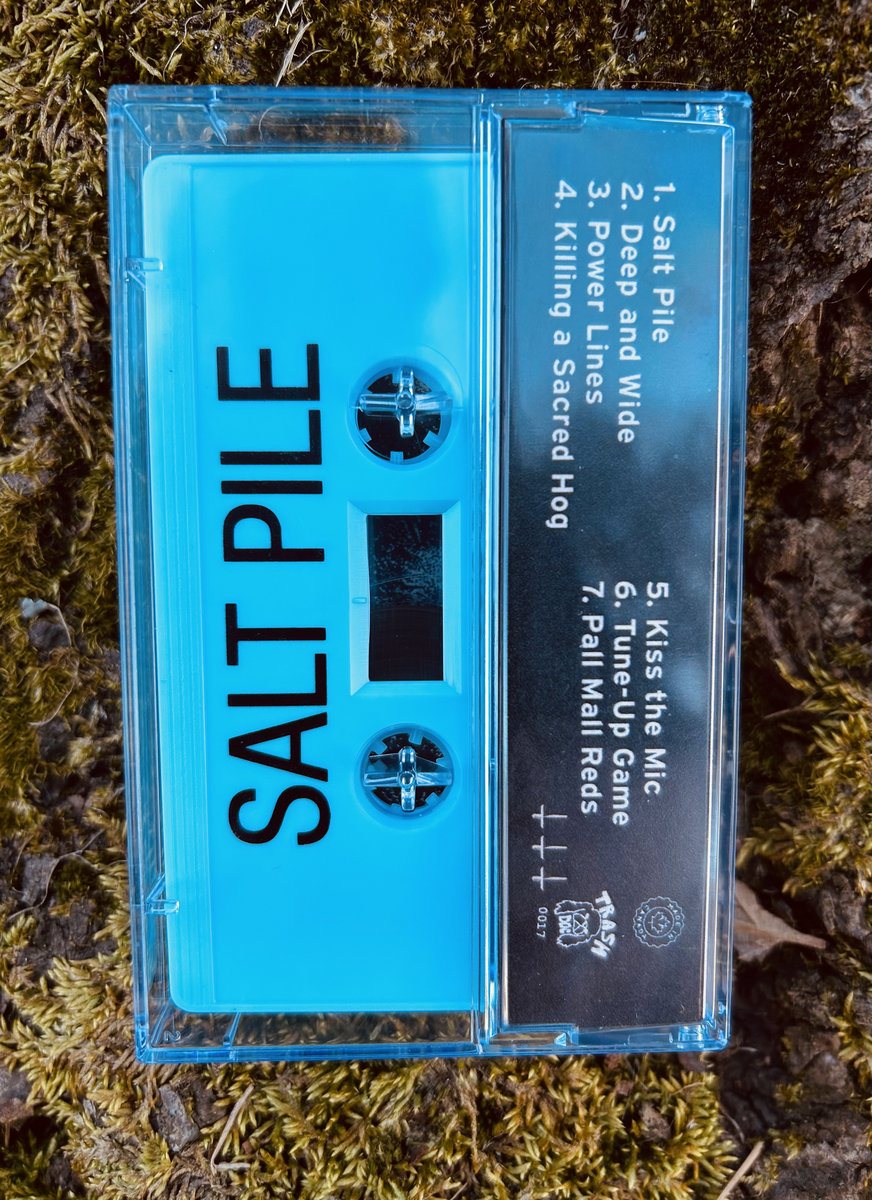 SALT PILE
1. Salt Pile
2. Deep and Wide
3. Power Lines
4. Killing a Sacred Hog
5. Kiss the Mic
6. Tune-Up Game
7. Pall Mall Reds
TRASH
DOG
0017